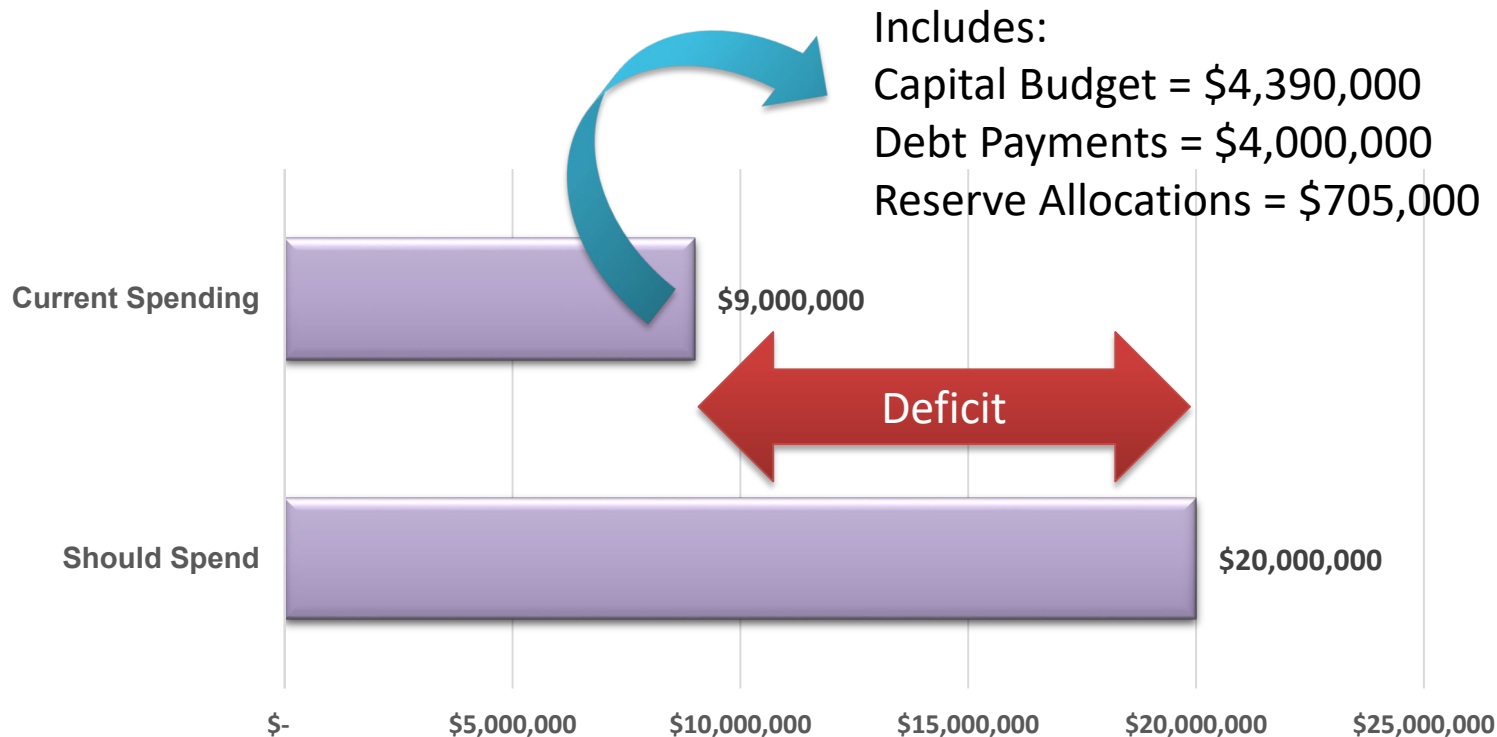 Includes:
Capital Budget = $4,390,000
Debt Payments = $4,000,000
Reserve Allocations = $705,000
Current Spending
$9,000,000
Deficit
Should Spend
$20,000,000
$-
$5,000,000
$10,000,000
$15,000,000
$20,000,000
$25,000,000